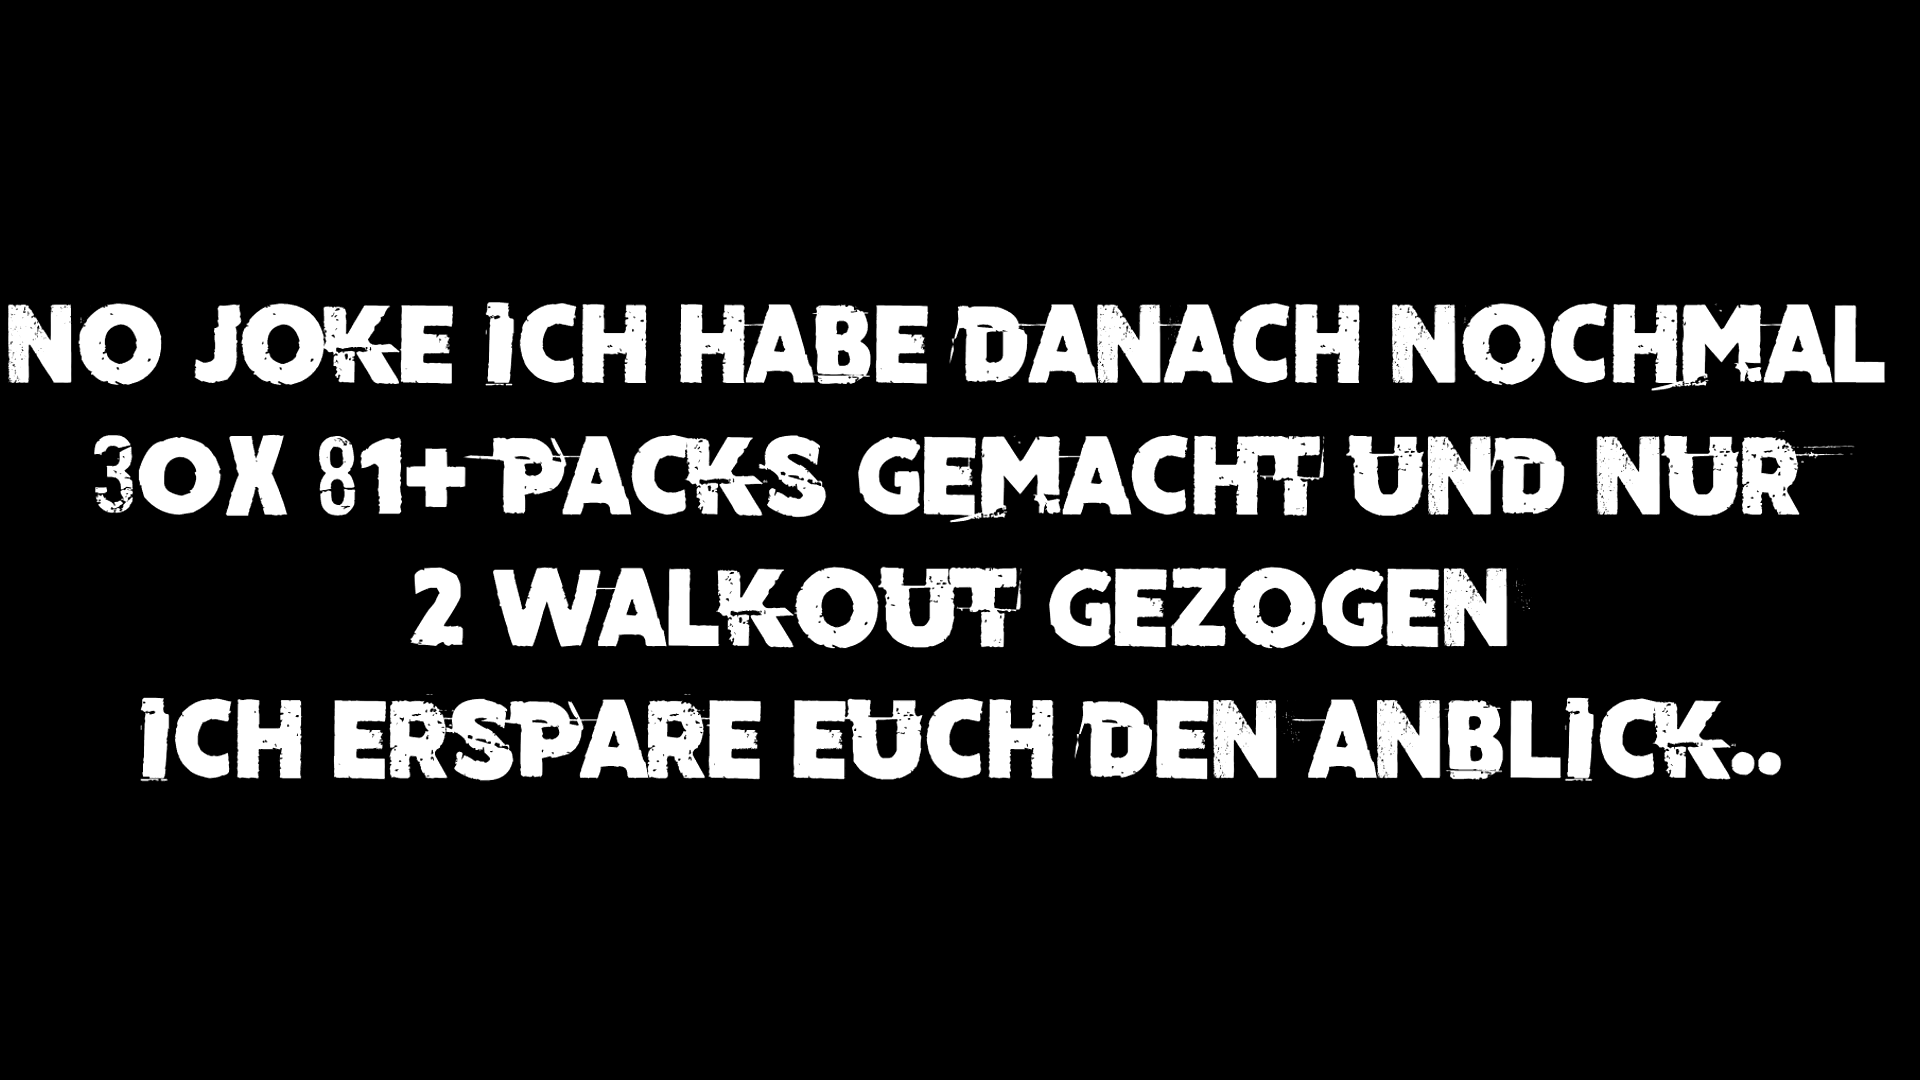 NO JOKE ICH HABE DANACH NOCHMAL
30X 81+ PACKS GEMACHT UND NUR
2 WALKOUT GEZOGEN
ICH ERSPARE EUCH DEN ANBLICK..